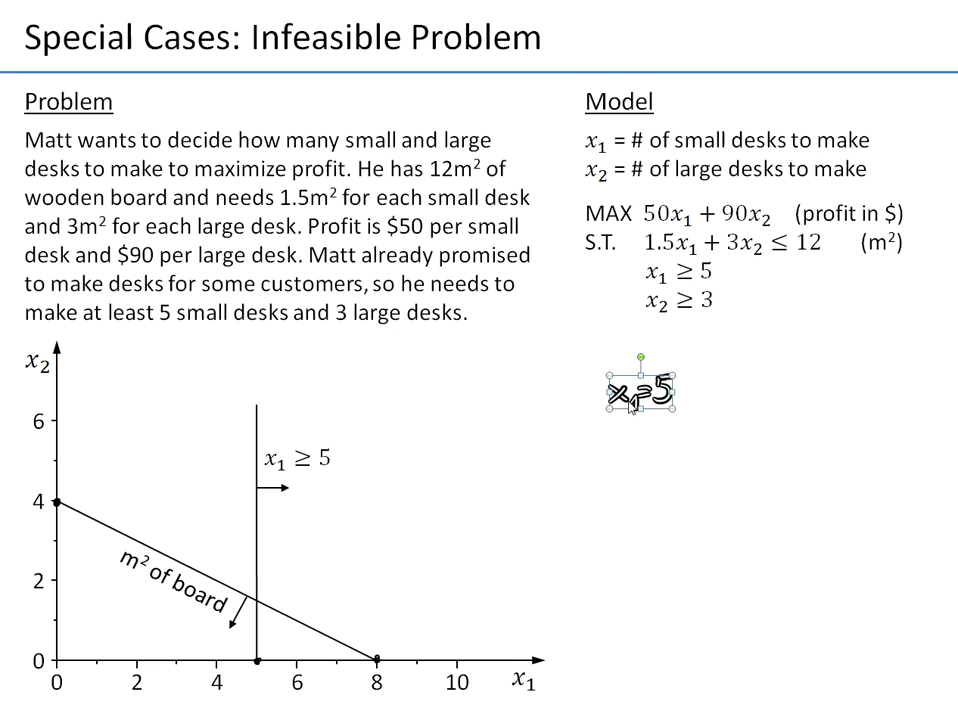 Special Cases: Infeasible Problem
Problem
Matt wants to decide how many small and large
desks to make to maximize profit. He has 12m² of
wooden board and needs 1.5m² for each small desk
and 3m² for each large desk. Profit is $50 per small
desk and $90 per large desk. Matt already promised
to make desks for some customers, so he needs to
make at least 5 small desks and 3 large desks.
Model
x₁ = # of small desks to make
x₂ = # of large desks to make
MAX 50x₁ + 90x₂ (profit in $)
S.T. 1.5x₁ + 3x₂ ≤ 12 (m²)
x₁ ≥ 5
x₂ ≥ 3
x₁=5
x₂
6
4
2
0
x₁ ≥ 5
m² of board
0 2 4 6 8 10 x₁